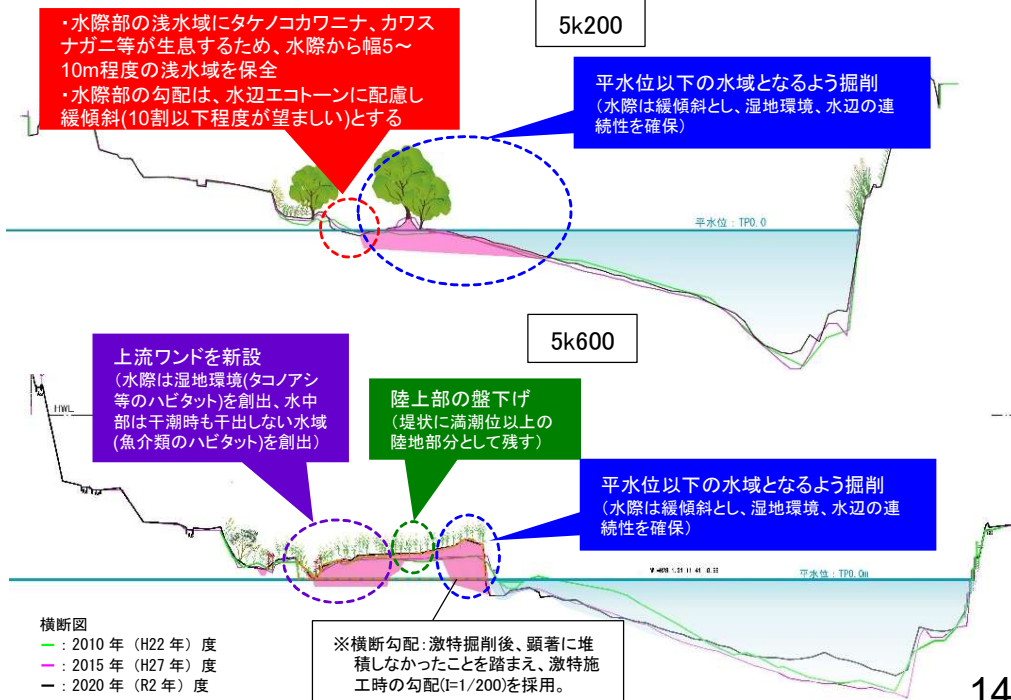 5k200
・水際部の浅水域にタケノコカワニナ、カワス
ナガニ等が生息するため、水際から幅5～
10m程度の浅水域を保全
・水際部の勾配は、水辺エコトーンに配慮し
緩傾斜(10割以下程度が望ましい)とする
平水位以下の水域となるよう掘削
(水際は緩傾斜とし、湿地環境、水辺の連
続性を確保)
平水位：TP0.0
5k600
上流ワンドを新設
(水際は湿地環境(タコノアシ
等のハビタット)を創出、水中
部は干潮時も干出しない水域
(魚介類のハビタット)を創出)
HWL
陸上部の盤下げ
(堤状に満潮位以上の
陸地部分として残す)
平水位以下の水域となるよう掘削
(水際は緩傾斜とし、湿地環境、水辺の連
続性を確保)
平水位：TP0.0m
横断図
：2010 年 (H22 年) 度
：2015 年 (H27 年) 度
：2020 年 (R2 年) 度
※横断勾配：激特掘削後、顕著に堆
積しなかったことを踏まえ、激特施
工時の勾配(I=1/200)を採用。
14